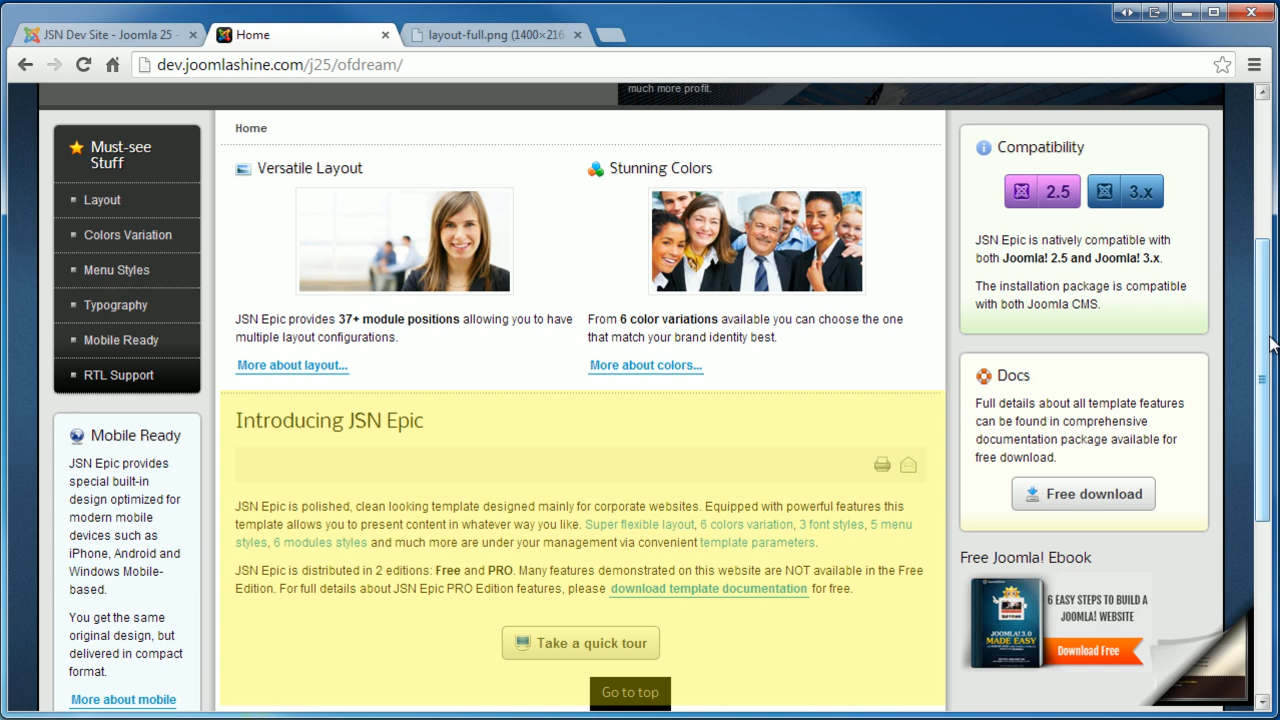 JSN Dev Site - Joomla 25 -
Home
layout-full.png (1400×216
dev.joomlashine.com/j25/ofdream/
much more profit.
Must-see
Stuff
Layout
Colors Variation
Menu Styles
Typography
Mobile Ready
RTL Support
Mobile Ready
JSN Epic provides
special built-in
design optimized for
modern mobile
devices such as
iPhone, Android and
Windows Mobile-
based.
You get the same
original design, but
delivered in compact
format.
More about mobile
Home
Versatile Layout
JSN Epic provides 37+ module positions allowing you to have
multiple layout configurations.
More about layout...
Stunning Colors
From 6 color variations available you can choose the one
that match your brand identity best.
More about colors...
Introducing JSN Epic
JSN Epic is polished, clean looking template designed mainly for corporate websites. Equipped with powerful features this
template allows you to present content in whatever way you like. Super flexible layout, 6 colors variation, 3 font styles, 5 menu
styles, 6 modules styles and much more are under your management via convenient template parameters.
JSN Epic is distributed in 2 editions: Free and PRO. Many features demonstrated on this website are NOT available in the Free
Edition. For full details about JSN Epic PRO Edition features, please download template documentation for free.
Take a quick tour
Go to top
Compatibility
2.5
3.x
JSN Epic is natively compatible with
both Joomla! 2.5 and Joomla! 3.x.
The installation package is compatible
with both Joomla CMS.
Docs
Full details about all template features
can be found in comprehensive
documentation package available for
free download.
Free download
Free Joomla! Ebook
JOOMLA!3.0
MADE EASY
6 EASY STEPS TO BUILD A
JOOMLA! WEBSITE
Download Free